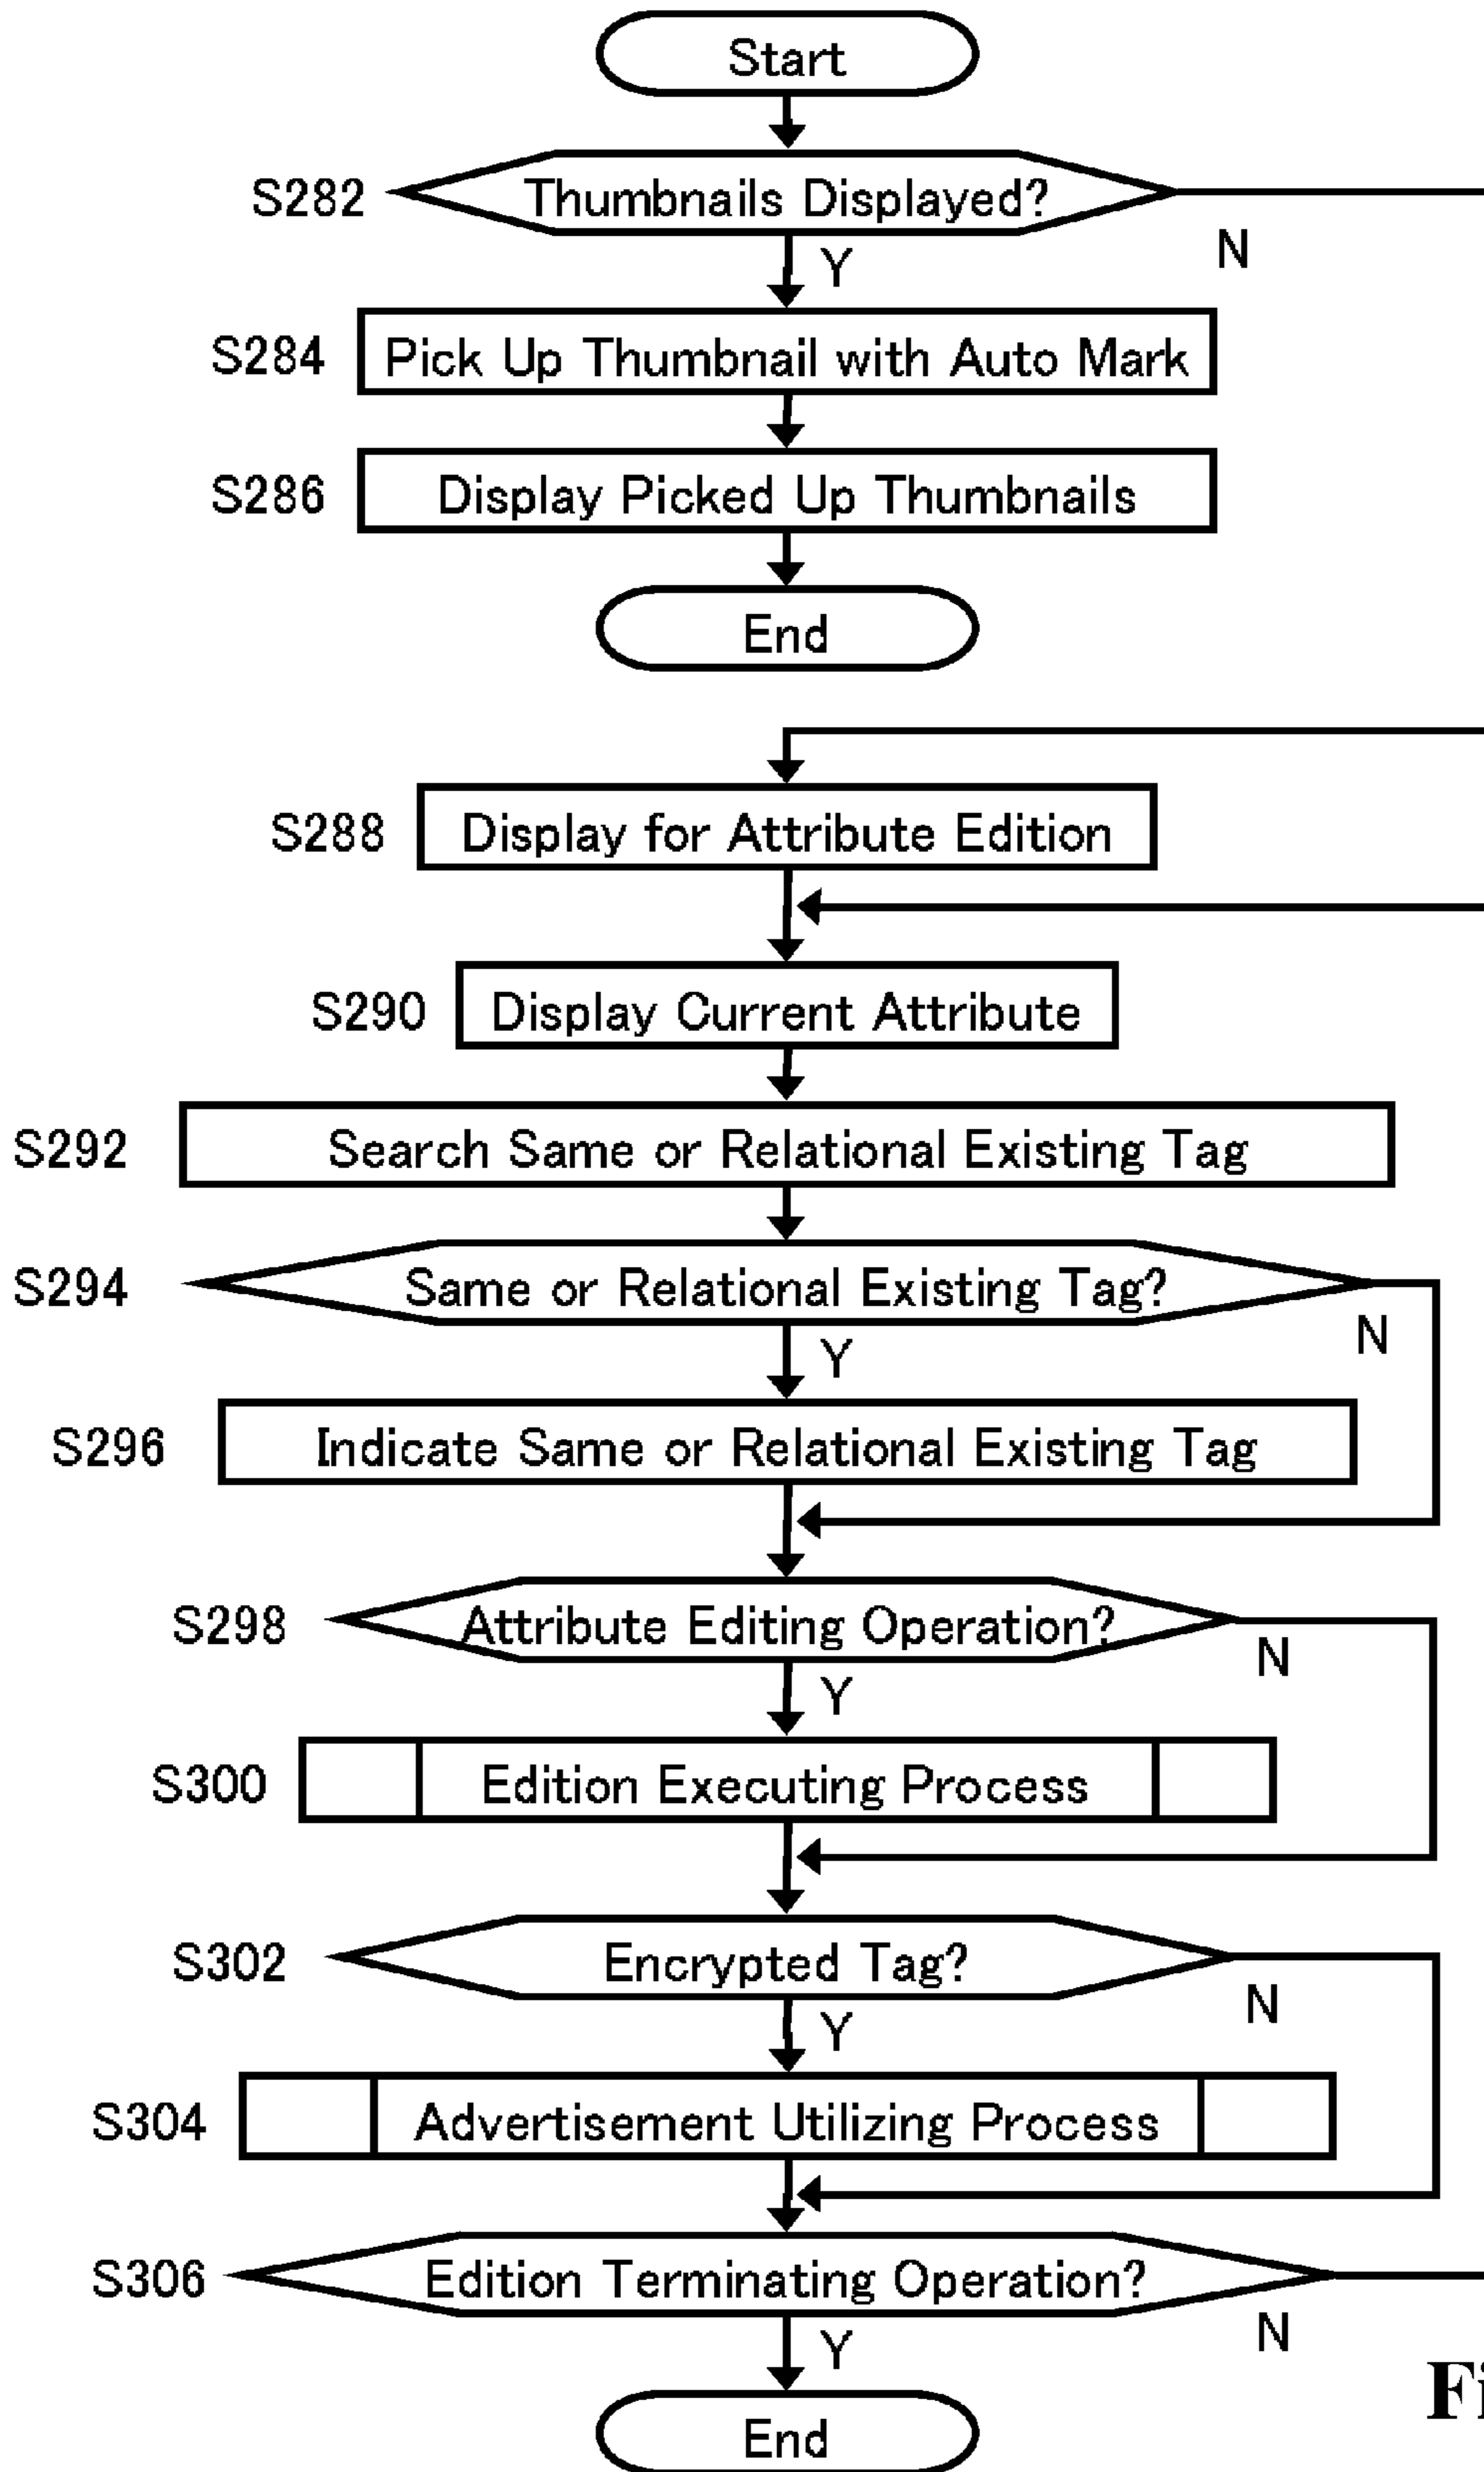 Start
S282 Thumbnails Displayed?
N
Y
S284 Pick Up Thumbnail with Auto Mark
S286 Display Picked Up Thumbnails
End
S288 Display for Attribute Edition
S290 Display Current Attribute
S292 Search Same or Relational Existing Tag
S294 Same or Relational Existing Tag?
N
Y
S296 Indicate Same or Relational Existing Tag
S298 Attribute Editing Operation?
N
Y
S300 Edition Executing Process
S302 Encrypted Tag?
N
Y
S304 Advertisement Utilizing Process
S306 Edition Terminating Operation?
N
Y
Fi
End